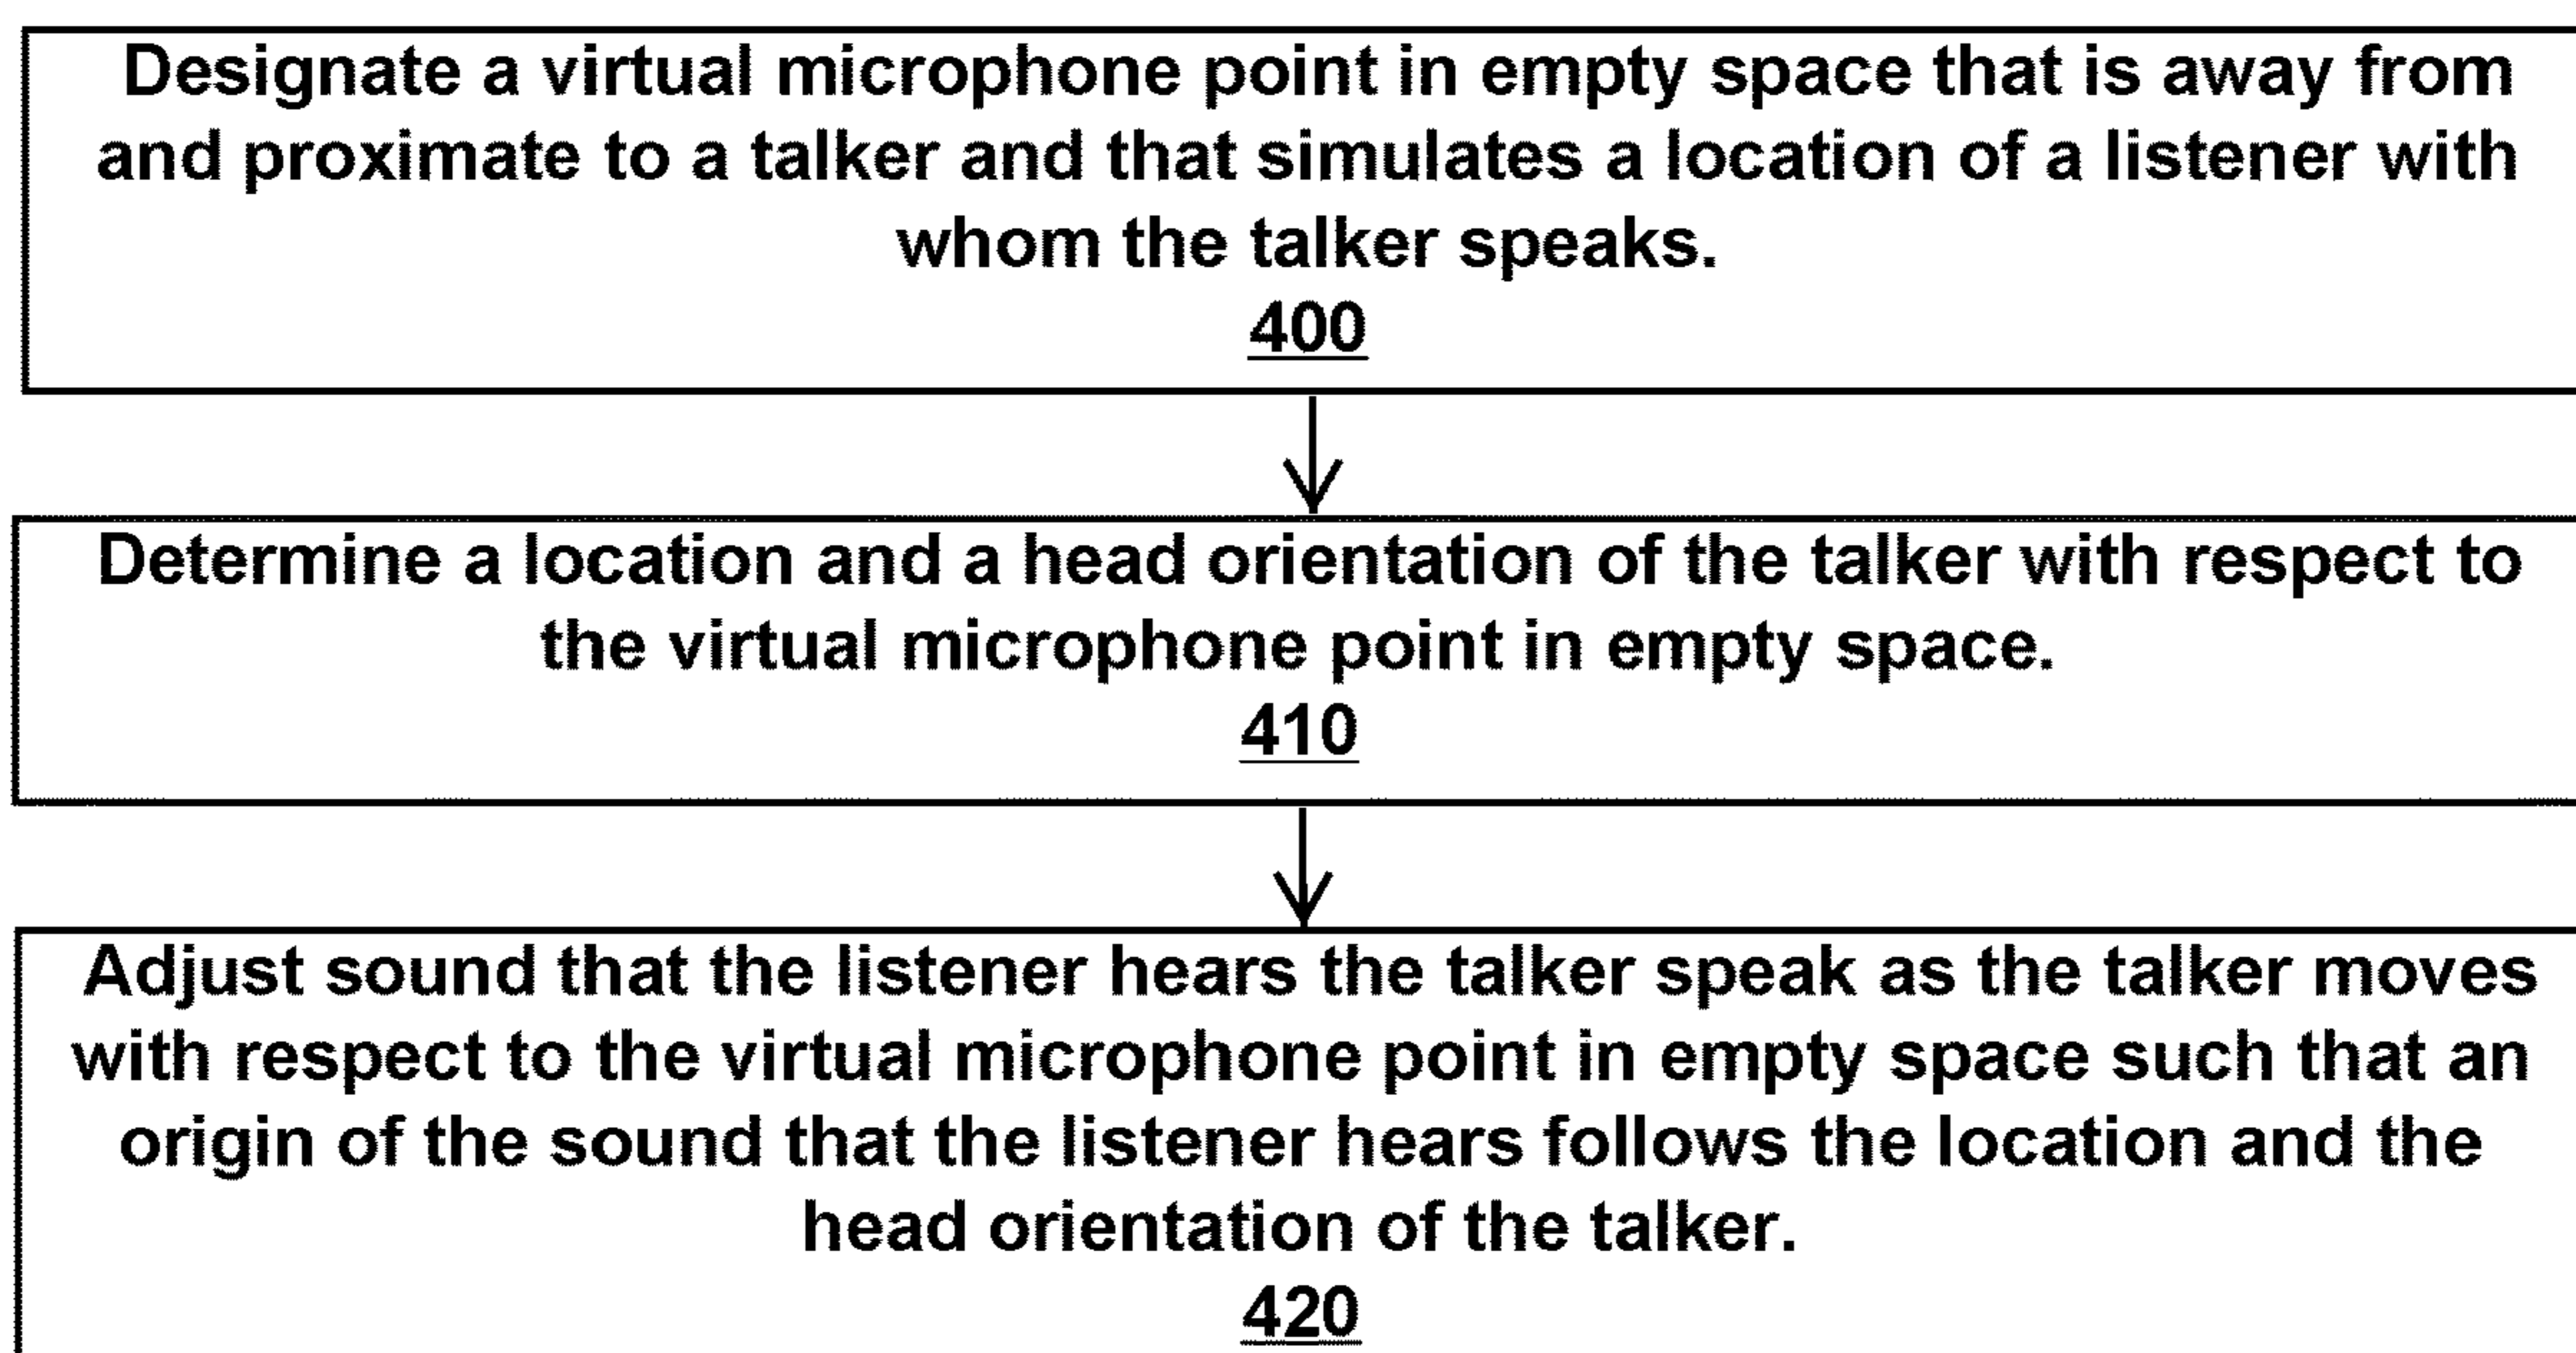 Designate a virtual microphone point in empty space that is away from
and proximate to a talker and that simulates a location of a listener with
whom the talker speaks.
400
Determine a location and a head orientation of the talker with respect to
the virtual microphone point in empty space.
410
Adjust sound that the listener hears the talker speak as the talker moves
with respect to the virtual microphone point in empty space such that an
origin of the sound that the listener hears follows the location and the
head orientation of the talker.
420